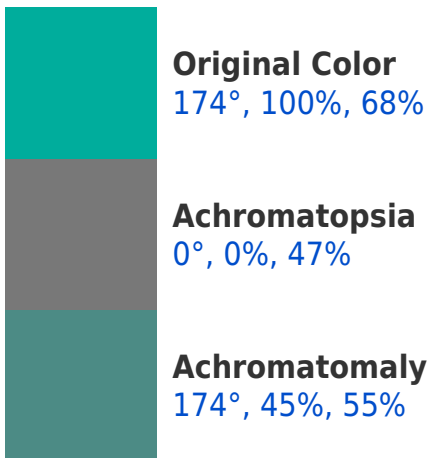 Original Color
174°, 100%, 68%
Achromatopsia
0°, 0%, 47%
Achromatomaly
174°, 45%, 55%